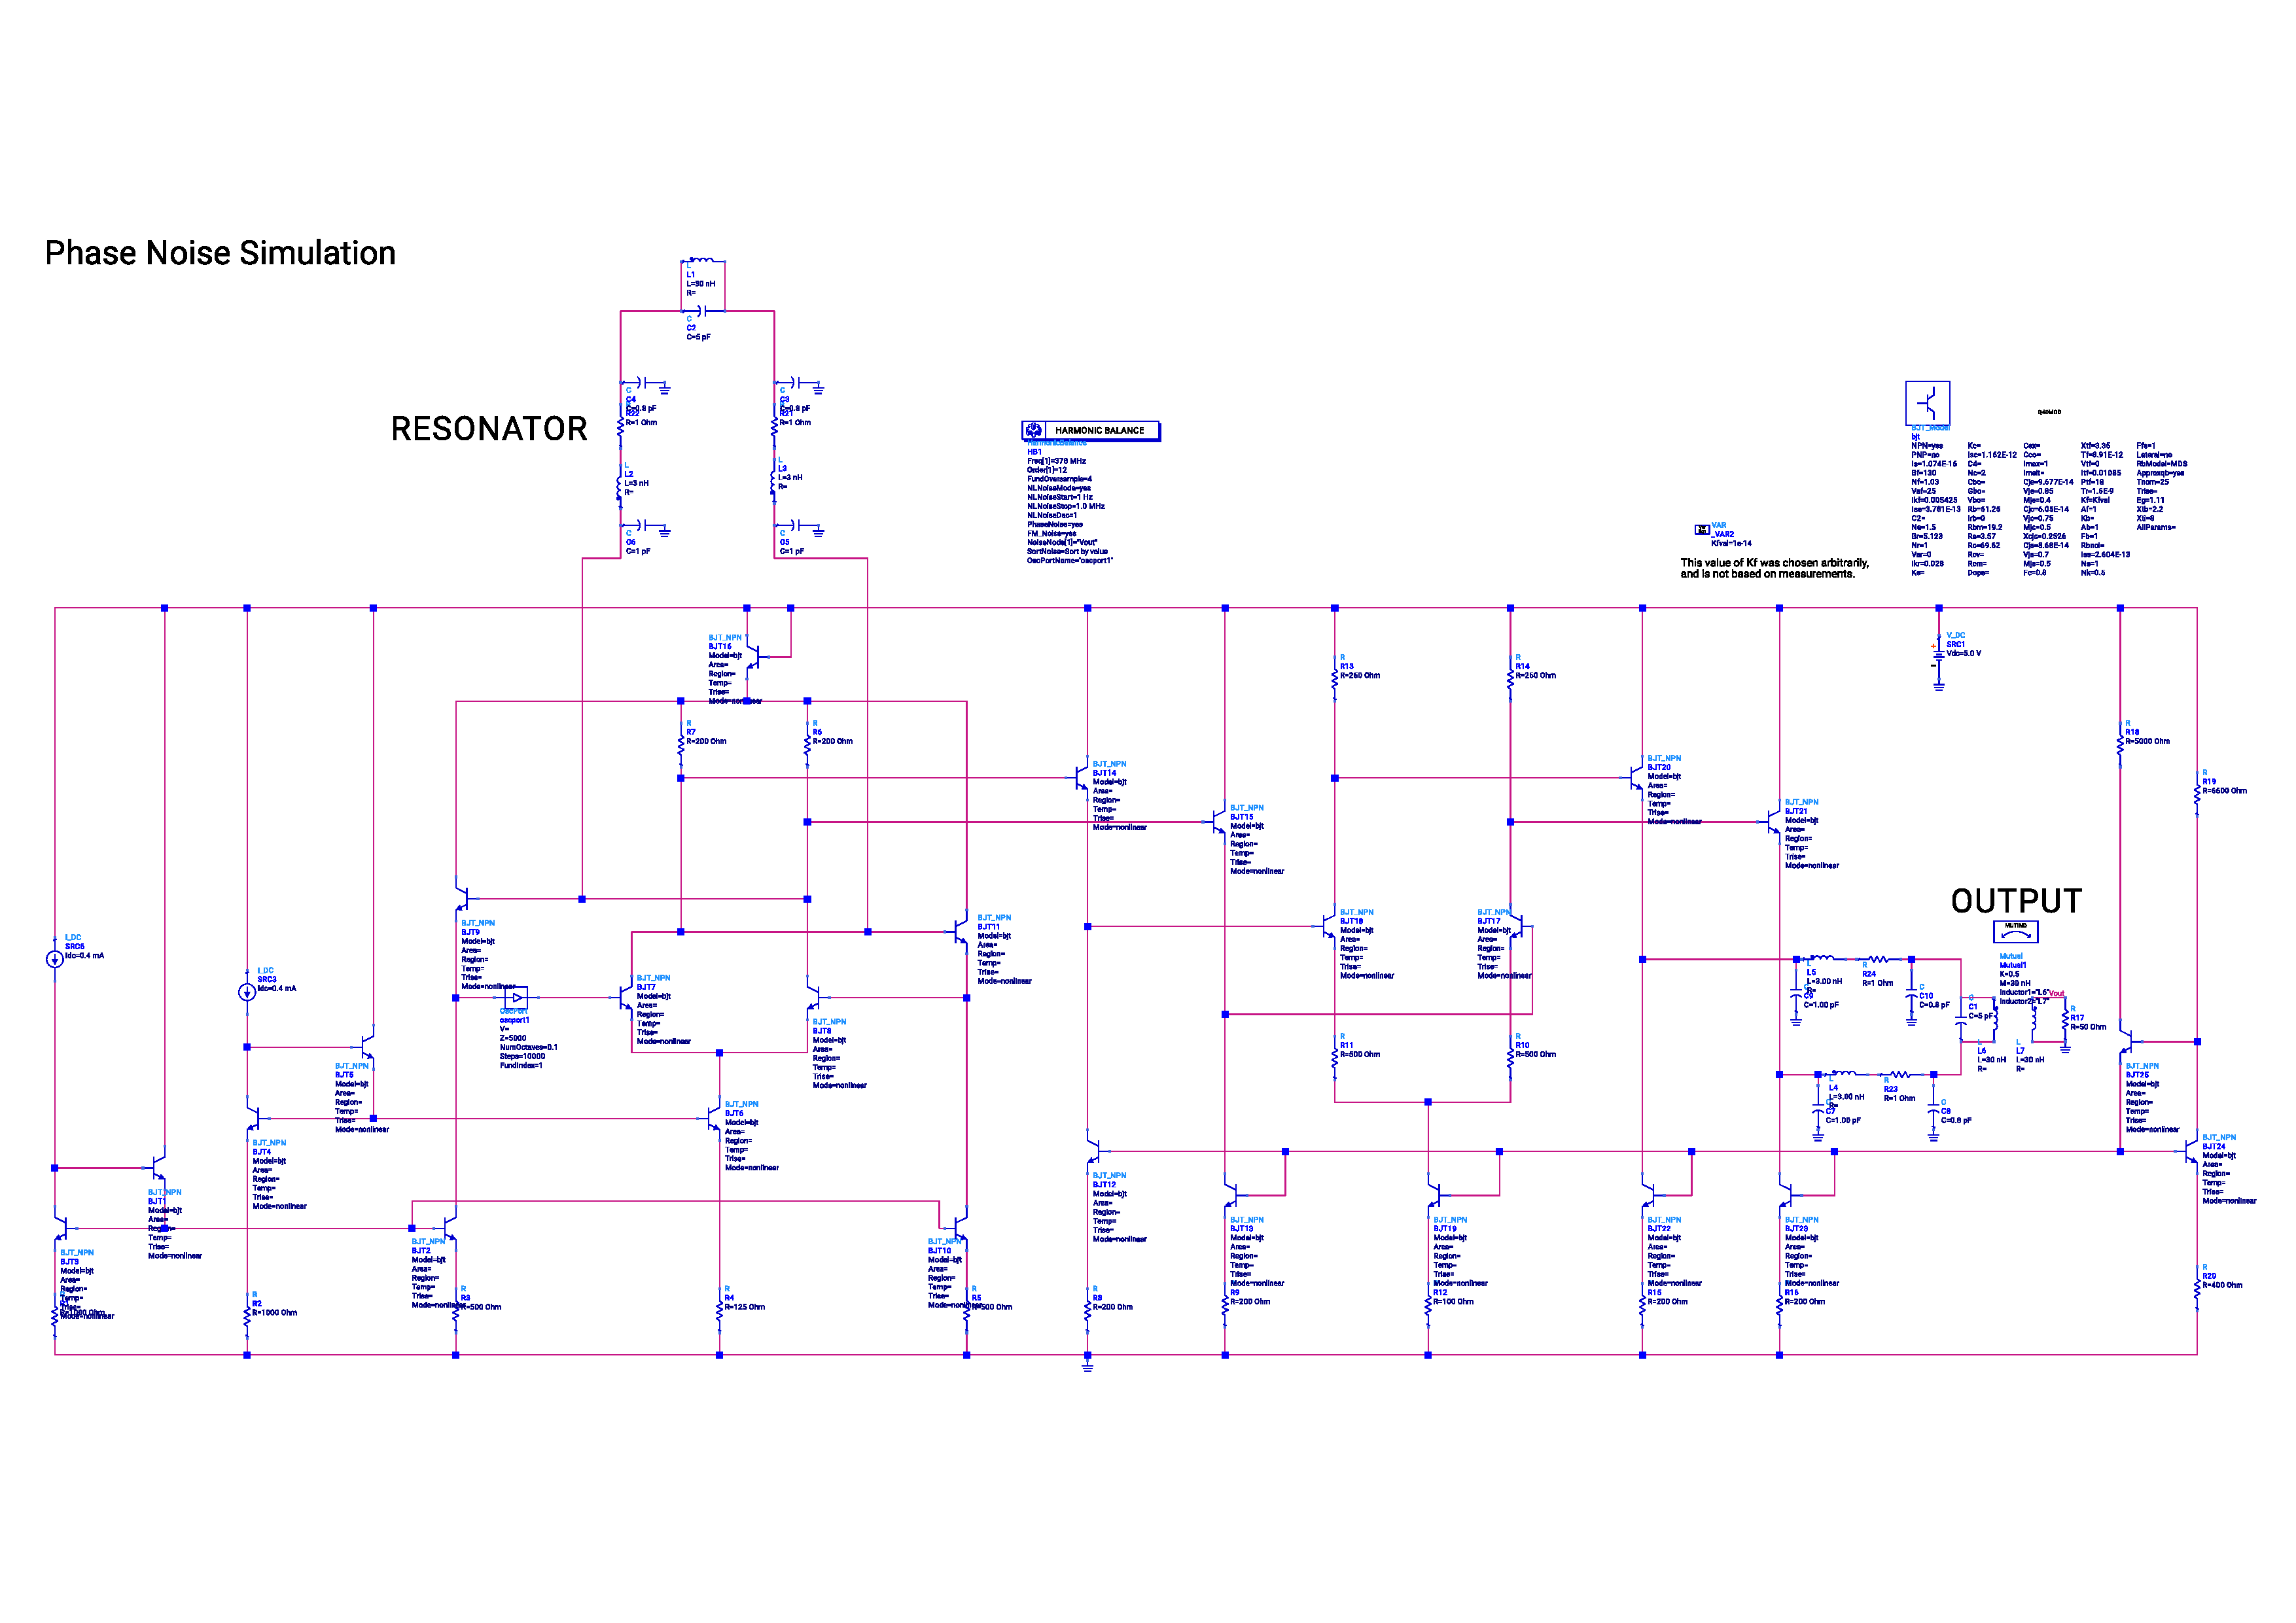 Phase Noise Simulation
L
L1
L=30 nH
R=
C
C2
C=5 pF
RESONATOR
C
C4
C=0.8 pF
R22
R=1 Ohm
L
L2
L=3 nH
R=
C
C6
C=1 pF
C
C3
C=0.8 pF
R21
R=1 Ohm
L
L3
L=3 nH
R=
C
C5
C=1 pF
HARMONIC BALANCE
HarmonicBalance
HB1
Freq[1]=378 MHz
Order[1]=12
FundOversample=4
NLNoiseMode=yes
NLNoiseStart=1 Hz
NLNoiseStop=1.0 MHz
NLNoiseDec=1
PhaseNoise=yes
FM_Noise=yes
NoiseNode[1]="Vout"
SortNoise=Sort by value
OscPortName="oscport1"
VAR
_VAR2
Kfval=1e-14
This value of Kf was chosen arbitrarily,
and is not based on measurements.
BJT_Model
bjt
NPN=yes
PNP=no
Is=1.074E-16
Bf=130
Nf=1.03
Vaf=25
Ikf=0.005425
Ise=3.781E-13
C2=
Ne=1.5
Br=5.123
Nr=1
Var=0
Ikr=0.028
Ke=
Kc=
Isc=1.162E-12
C4=
Nc=2
Cbo=
Gbo=
Vbo=
Rb=51.26
Irb=0
Rbm=19.2
Re=3.57
Rc=69.62
Rcv=
Rcm=
Dope=
Cex=
Cco=
Imax=1
Imelt=
Cje=9.677E-14
Vje=0.85
Mje=0.4
Cjc=6.05E-14
Vjc=0.75
Mjc=0.5
Xcjc=0.2526
Cjs=8.68E-14
Vjs=0.7
Mjs=0.5
Fc=0.8
Xtf=3.35
Tf=8.91E-12
Vtf=0
Itf=0.01085
Ptf=18
Tr=1.6E-9
Kf=Kfval
Af=1
Kb=
Ab=1
Fb=1
Rbnoi=
Iss=2.604E-13
Ns=1
Nk=0.5
Ffe=1
Lateral=no
RbModel=MDS
Approxqb=yes
Tnom=25
Trise=
Eg=1.11
Xtb=2.2
Xti=8
AllParams=
BJT_NPN
BJT16
Model=bjt
Area=
Region=
Temp=
Trise=
Mode=nonlinear
R
R7
R=200 Ohm
R
R6
R=200 Ohm
BJT_NPN
BJT14
Model=bjt
Area=
Region=
Temp=
Trise=
Mode=nonlinear
BJT_NPN
BJT15
Model=bjt
Area=
Region=
Temp=
Trise=
Mode=nonlinear
R
R13
R=260 Ohm
R
R14
R=260 Ohm
BJT_NPN
BJT20
Model=bjt
Area=
Region=
Temp=
Trise=
Mode=nonlinear
BJT_NPN
BJT21
Model=bjt
Area=
Region=
Temp=
Trise=
Mode=nonlinear
V_DC
SRC1
Vdc=5.0 V
R
R18
R=5000 Ohm
R
R19
R=6600 Ohm
I_DC
SRC5
Idc=0.4 mA
I_DC
SRC3
Idc=0.4 mA
BJT_NPN
BJT9
Model=bjt
Area=
Region=
Temp=
Trise=
Mode=nonlinear
OscPort
oscport1
V=
Z=5000
NumOctaves=0.1
Steps=10000
FundIndex=1
BJT_NPN
BJT7
Model=bjt
Area=
Region=
Temp=
Trise=
Mode=nonlinear
BJT_NPN
BJT8
Model=bjt
Area=
Region=
Temp=
Trise=
Mode=nonlinear
BJT_NPN
BJT11
Model=bjt
Area=
Region=
Temp=
Trise=
Mode=nonlinear
BJT_NPN
BJT18
Model=bjt
Area=
Region=
Temp=
Trise=
Mode=nonlinear
BJT_NPN
BJT17
Model=bjt
Area=
Region=
Temp=
Trise=
Mode=nonlinear
R
R11
R=500 Ohm
R
R10
R=500 Ohm
OUTPUT
MUTIND
Mutual
Mutual1
K=0.5
M=30 nH
Inductor1="L6"
Inductor2="L7"
Vout
L
L5
L=3.00 nH
R=
R
R24
R=1 Ohm
C9
C=1.00 pF
C
C10
C=0.8 pF
C
C1
C=5 pF
L
L6
L=30 nH
R=
L
L7
L=30 nH
R=
R
R17
R=50 Ohm
L
L4
L=3.00 nH
R=
R
R23
R=1 Ohm
C7
C=1.00 pF
C
C8
C=0.8 pF
BJT_NPN
BJT25
Model=bjt
Area=
Region=
Temp=
Trise=
Mode=nonlinear
BJT_NPN
BJT24
Model=bjt
Area=
Region=
Temp=
Trise=
Mode=nonlinear
BJT_NPN
BJT5
Model=bjt
Area=
Region=
Temp=
Trise=
Mode=nonlinear
BJT_NPN
BJT4
Model=bjt
Area=
Region=
Temp=
Trise=
Mode=nonlinear
BJT_NPN
BJT6
Model=bjt
Area=
Region=
Temp=
Trise=
Mode=nonlinear
BJT_NPN
BJT1
Model=bjt
Area=
Region=
Temp=
Trise=
Mode=nonlinear
BJT_NPN
BJT3
Model=bjt
Area=
Region=
Temp=
Trise=
Mode=nonlinear
R1
R=1000 Ohm
R
R2
R=1000 Ohm
BJT_NPN
BJT2
Model=bjt
Area=
Region=
Temp=
Trise=
Mode=nonlinear
R
R3
R=500 Ohm
R
R4
R=125 Ohm
BJT_NPN
BJT10
Model=bjt
Area=
Region=
Temp=
Trise=
Mode=nonlinear
R
R5
R=500 Ohm
BJT_NPN
BJT12
Model=bjt
Area=
Region=
Temp=
Trise=
Mode=nonlinear
R
R8
R=200 Ohm
BJT_NPN
BJT13
Model=bjt
Area=
Region=
Temp=
Trise=
Mode=nonlinear
R9
R=200 Ohm
BJT_NPN
BJT19
Model=bjt
Area=
Region=
Temp=
Trise=
Mode=nonlinear
R12
R=100 Ohm
BJT_NPN
BJT22
Model=bjt
Area=
Region=
Temp=
Trise=
Mode=nonlinear
R15
R=200 Ohm
BJT_NPN
BJT23
Model=bjt
Area=
Region=
Temp=
Trise=
Mode=nonlinear
R16
R=200 Ohm
R
R20
R=400 Ohm